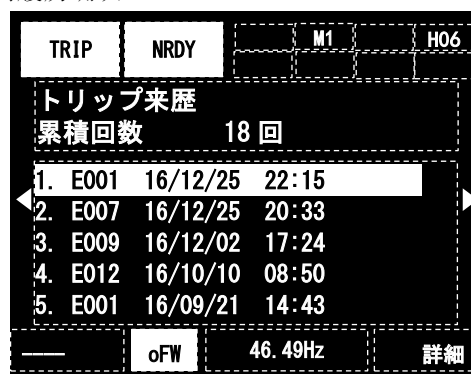 TRIP NRDY M1 H06
トリップ来歴
累積回数 18 回
1. E001 16/12/25 22:15
2. E007 16/12/25 20:33
3. E009 16/12/02 17:24
4. E012 16/10/10 08:50
5. E001 16/09/21 14:43
---- oFW 46.49Hz 詳細